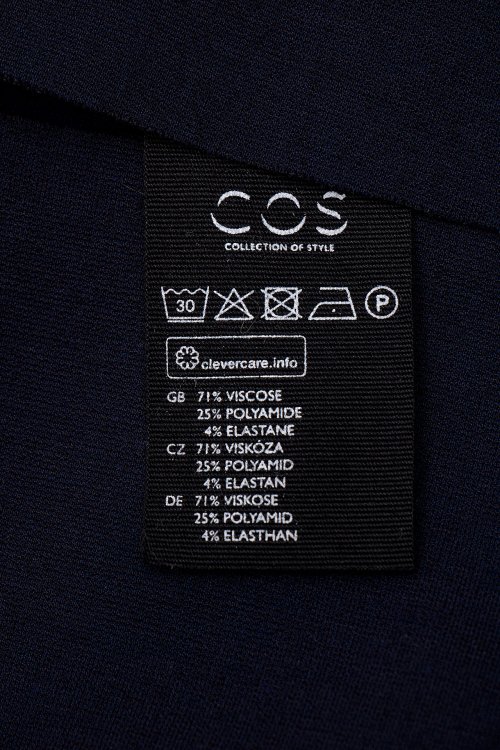 COS
COLLECTION OF STYLE
30 P
clevercare.info
GB 71% VISCOSE
25% POLYAMIDE
4% ELASTANE
CZ 71% VISKÓZA
25% POLYAMID
4% ELASTAN
DE 71% VISKOSE
25% POLYAMID
4% ELASTHAN